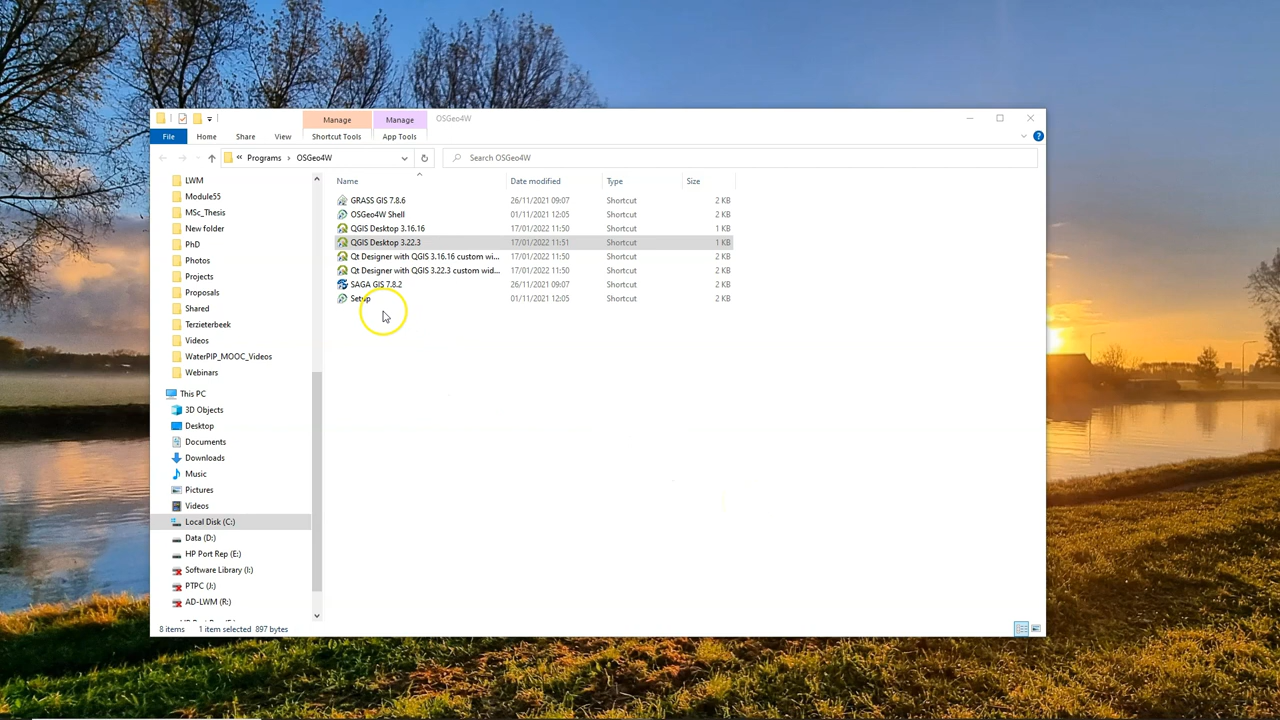 Manage
Manage
OSGeo4W
File
Home
Share
View
Shortcut Tools
App Tools
Programs
OSGeo4W
Search OSGeo4W
LWM
Module55
MSc_Thesis
New folder
PhD
Photos
Projects
Proposals
Shared
Terzieterbeek
Videos
WaterPIP_MOOC_Videos
Webinars
This PC
3D Objects
Desktop
Documents
Downloads
Music
Pictures
Videos
Local Disk (C:)
Data (D:)
HP Port Rep (E:)
Software Library (I:)
PTPC (J:)
AD-LWM (R:)
Name Date modified Type Size
GRASS GIS 7.8.6 26/11/2021 09:07 Shortcut 2 KB
OSGeo4W Shell 01/11/2021 12:05 Shortcut 2 KB
QGIS Desktop 3.16.16 17/01/2022 11:50 Shortcut 2 KB
QGIS Desktop 3.22.3 17/01/2022 11:51 Shortcut 1 KB
Qt Designer with QGIS 3.16.16 custom wi... 17/01/2022 11:50 Shortcut 2 KB
Qt Designer with QGIS 3.22.3 custom wid... 17/01/2022 11:50 Shortcut 2 KB
SAGA GIS 7.8.2 26/11/2021 09:07 Shortcut 2 KB
Setup 01/11/2021 12:05 Shortcut 2 KB
8 items 1 item selected 897 bytes